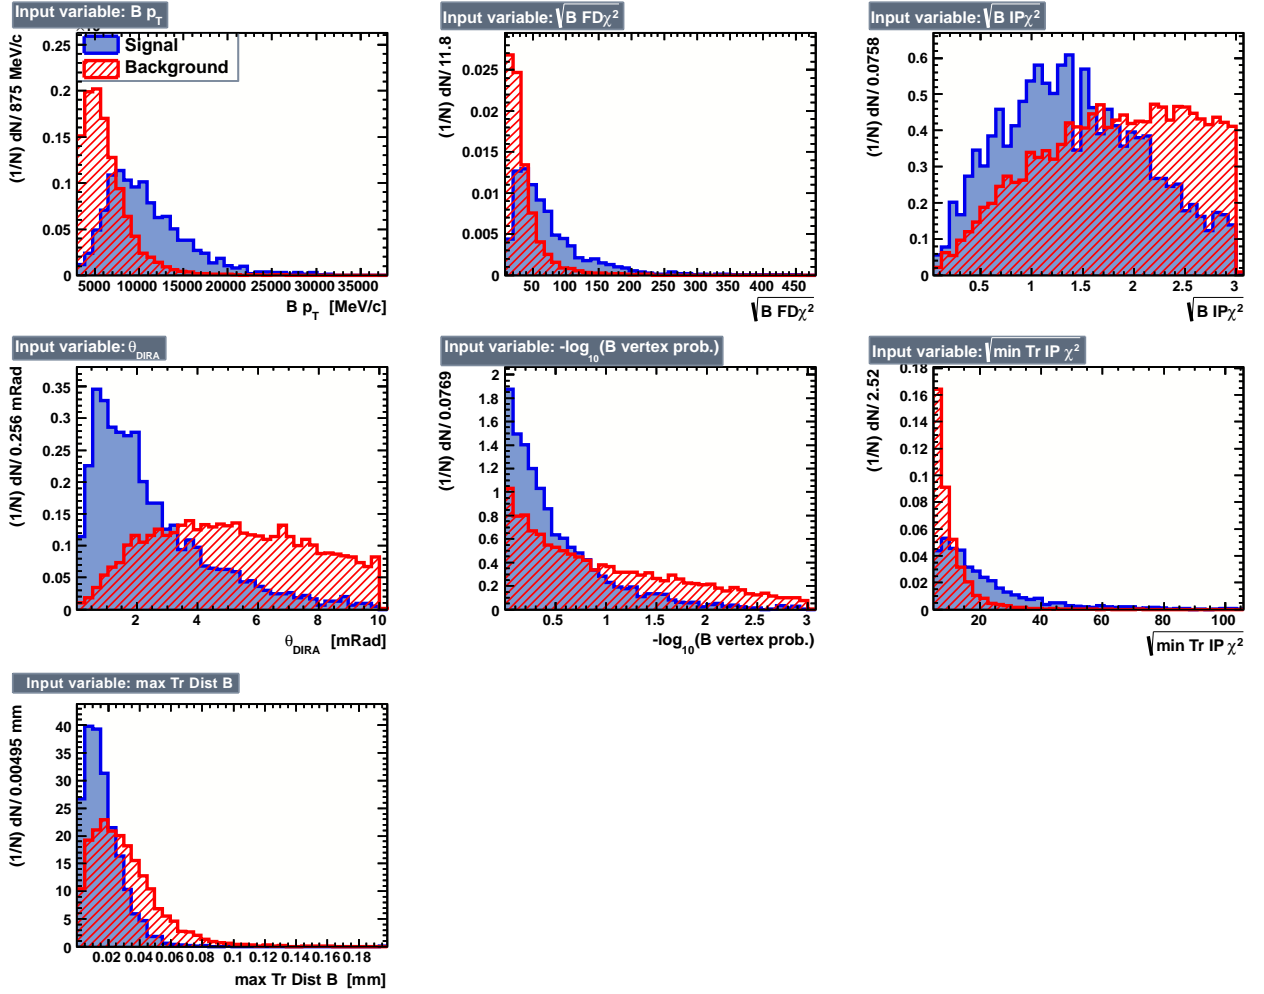 Input variable: B pT
(1/N) dN/ 875 MeV/c
0.25
0.2
0.15
0.1
0.05
0
Signal
Background
5000 10000 15000 20000 25000 30000 35000
B pT [MeV/c]
Input variable: √B FDχ²
(1/N) dN/ 11.8
0.025
0.02
0.015
0.01
0.005
0
50 100 150 200 250 300 350 400 450
√B FDχ²
Input variable: √B IPχ²
(1/N) dN/ 0.0758
0.6
0.5
0.4
0.3
0.2
0.1
0
0.5 1 1.5 2 2.5 3
√B IPχ²
Input variable: θDIRA
(1/N) dN/ 0.256 mRad
0.35
0.3
0.25
0.2
0.15
0.1
0.05
0
2 4 6 8 10
θDIRA [mRad]
Input variable: -log10(B vertex prob.)
(1/N) dN/ 0.0769
2
1.8
1.6
1.4
1.2
1
0.8
0.6
0.4
0.2
0
0.5 1 1.5 2 2.5 3
-log10(B vertex prob.)
Input variable: √min Tr IP χ²
(1/N) dN/ 2.52
0.18
0.16
0.14
0.12
0.1
0.08
0.06
0.04
0.02
0
20 40 60 80 100
√min Tr IP χ²
Input variable: max Tr Dist B
(1/N) dN/ 0.00495 mm
40
35
30
25
20
15
10
5
0
0.02 0.04 0.06 0.08 0.1 0.12 0.14 0.16 0.18
max Tr Dist B [mm]